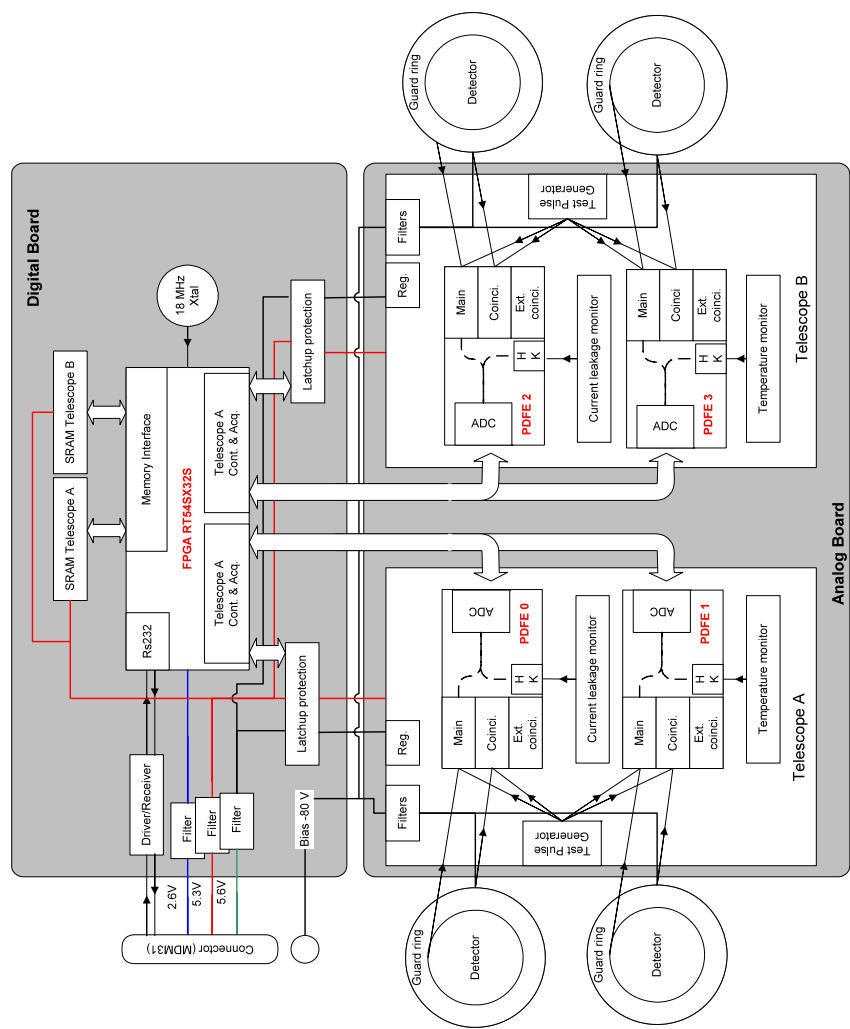 Digital Board
SRAM Telescope A
SRAM Telescope B
18 MHz
Xtal
Rs232
Memory Interface
FPGA RT54SX32S
Telescope A
Cont. & Acq.
Telescope A
Cont. & Acq.
Connector (MDM31)
Driver/Receiver
2.6V
5.3V
5.6V
Filter
Filter
Filter
Bias -80 V
Latchup protection
Latchup protection
Analog Board
Telescope A
Filters
Reg.
Test Pulse
Generator
Main
Coinci.
Ext.
coinci.
H
K
ADC
PDFE 0
Current leakage monitor
Main
Coinci.
Ext.
coinci.
H
K
ADC
PDFE 1
Temperature monitor
Guard ring
Detector
Guard ring
Detector
Telescope B
Reg.
Filters
Test Pulse
Generator
ADC
PDFE 2
H
K
Main
Coinci.
Ext.
coinci.
Current leakage monitor
ADC
PDFE 3
H
K
Main
Coinci
Ext.
coinci.
Temperature monitor
Guard ring
Detector
Guard ring
Detector